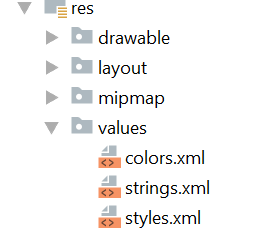 res
drawable
layout
mipmap
values
colors.xml
strings.xml
styles.xml